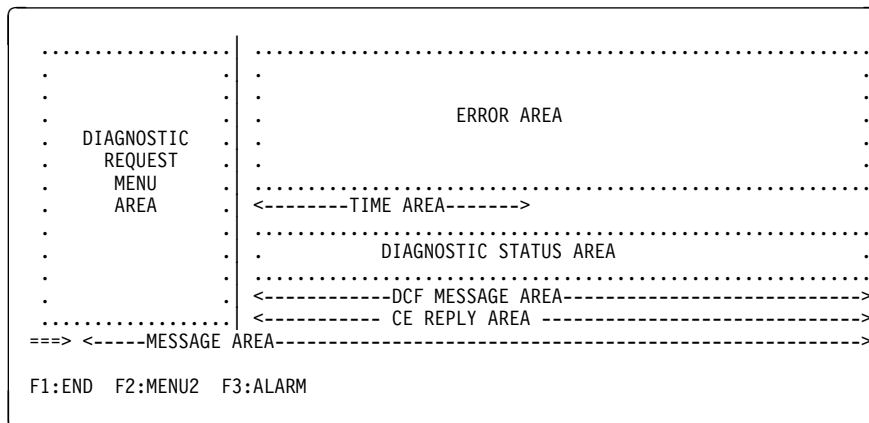 ERROR AREA
DIAGNOSTIC
REQUEST
MENU
AREA
<--------TIME AREA------->
DIAGNOSTIC STATUS AREA
<------------DCF MESSAGE AREA---------------------------->
<----------- CE REPLY AREA ------------------------------>
===> <-----MESSAGE AREA------------------------------------------------------->
F1:END F2:MENU2 F3:ALARM